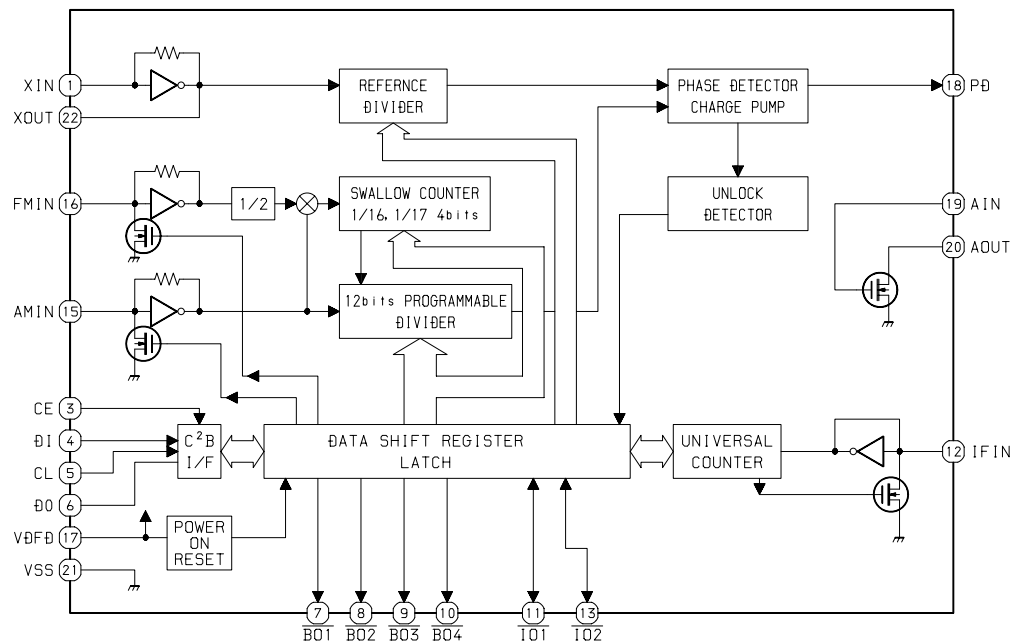 XIN 1
REFERNCE
DIVIDER
PHASE DETECTOR
CHARGE PUMP
18 PD
XOUT 22
FMIN 16
1/2
SWALLOW COUNTER
1/16, 1/17 4bits
UNLOCK
DETECTOR
19 AIN
20 AOUT
AMIN 15
12bits PROGRAMMABLE
DIVIDER
CE 3
DI 4
CL 5
DO 6
C²B
I/F
DATA SHIFT REGISTER
LATCH
UNIVERSAL
COUNTER
12 IFIN
VDFD 17
POWER
ON
RESET
VSS 21
7 8 9 10 11 13
BO1 BO2 BO3 BO4 IO1 IO2